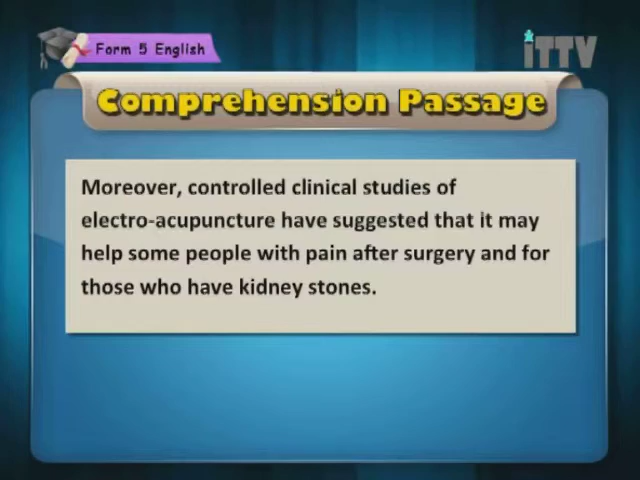 Form 5 English
iTTV
Comprehension Passage
Moreover, controlled clinical studies of
electro-acupuncture have suggested that it may
help some people with pain after surgery and for
those who have kidney stones.